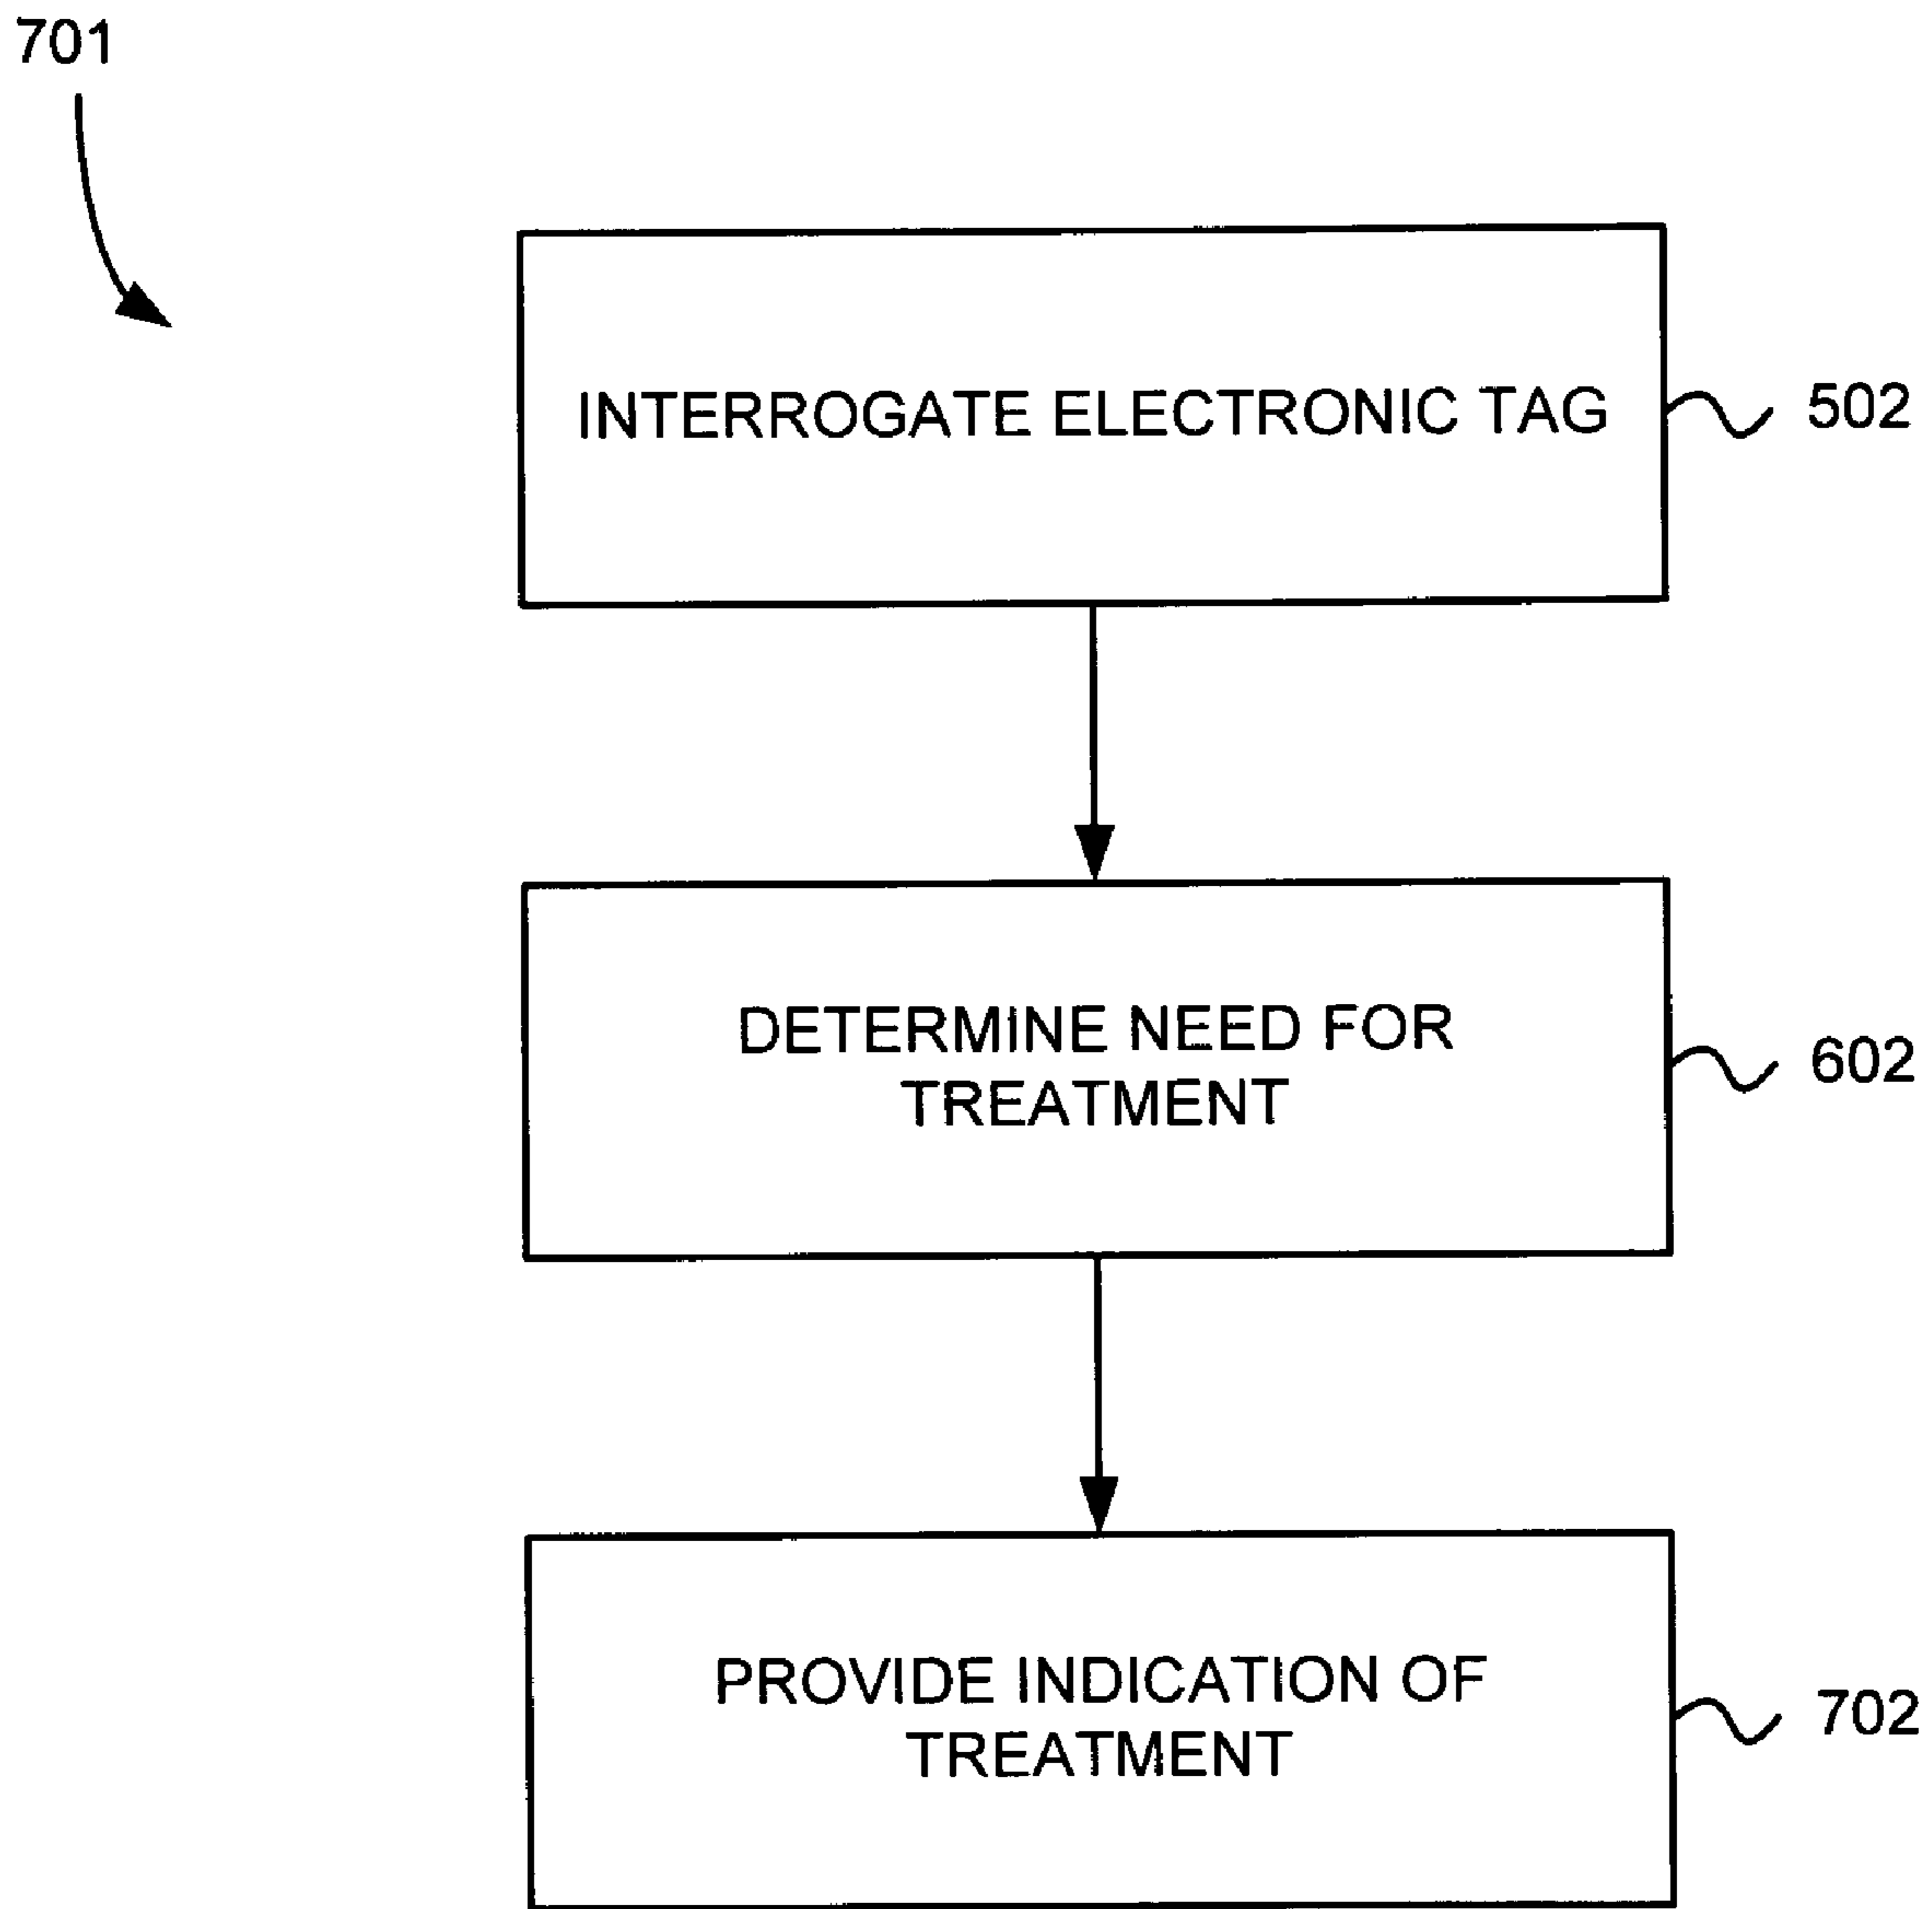 701
INTERROGATE ELECTRONIC TAG
502
DETERMINE NEED FOR
TREATMENT
602
PROVIDE INDICATION OF
TREATMENT
702